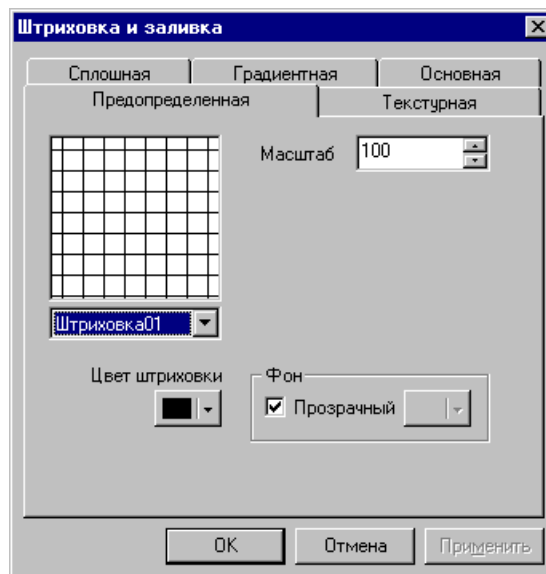 Штриховка и заливка
Сплошная Градиентная Основная
Предопределенная Текстурная
Масштаб 100
Штриховка01
Цвет штриховки Фон
Прозрачный
OK Отмена Применить